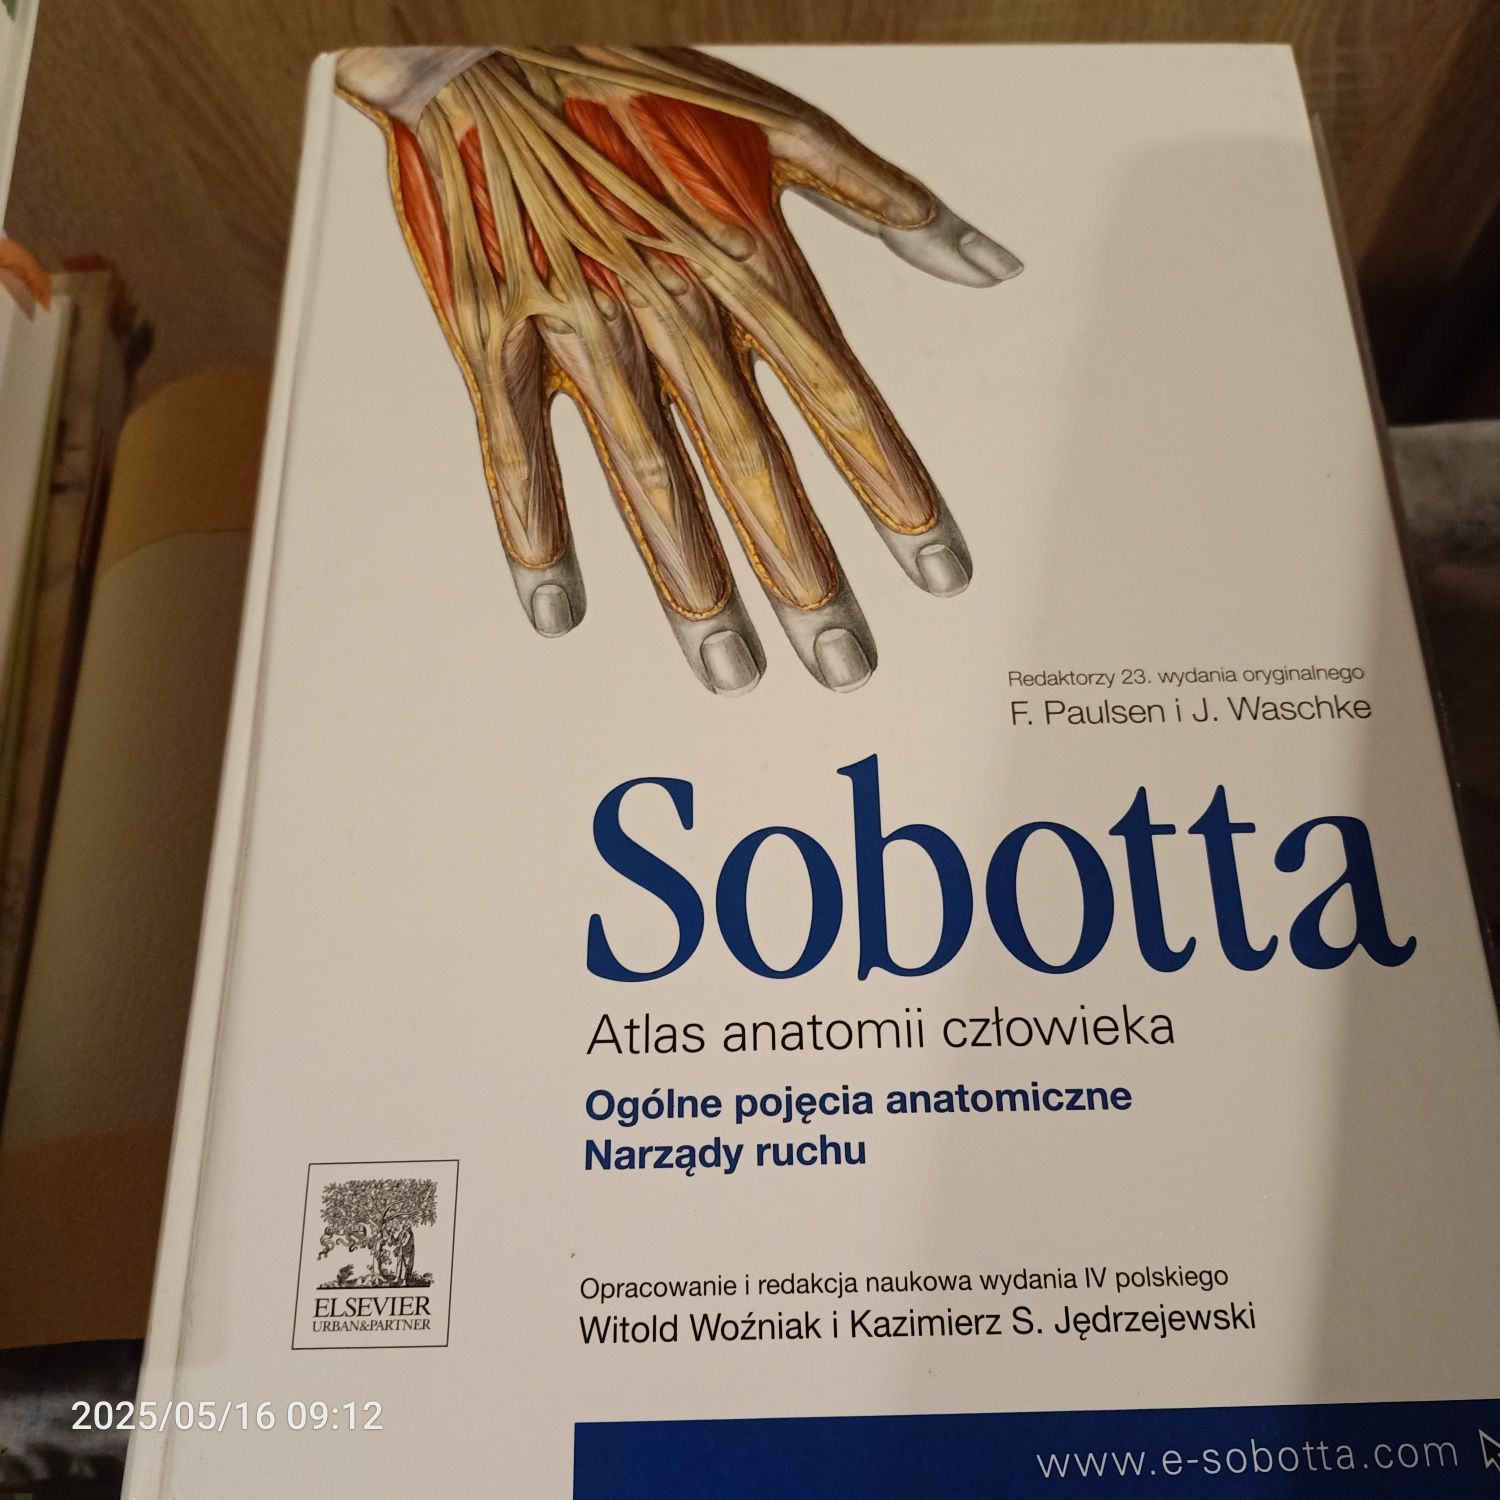 Redaktorzy 23. wydania oryginalnego
F. Paulsen i J. Waschke
Sobotta
Atlas anatomii człowieka
Ogólne pojęcia anatomiczne
Narządy ruchu
ELSEVIER
URBAN&PARTNER
Opracowanie i redakcja naukowa wydania IV polskiego
Witold Woźniak i Kazimierz S. Jędrzejewski
2025/05/16 09:12
www.e-sobotta.com